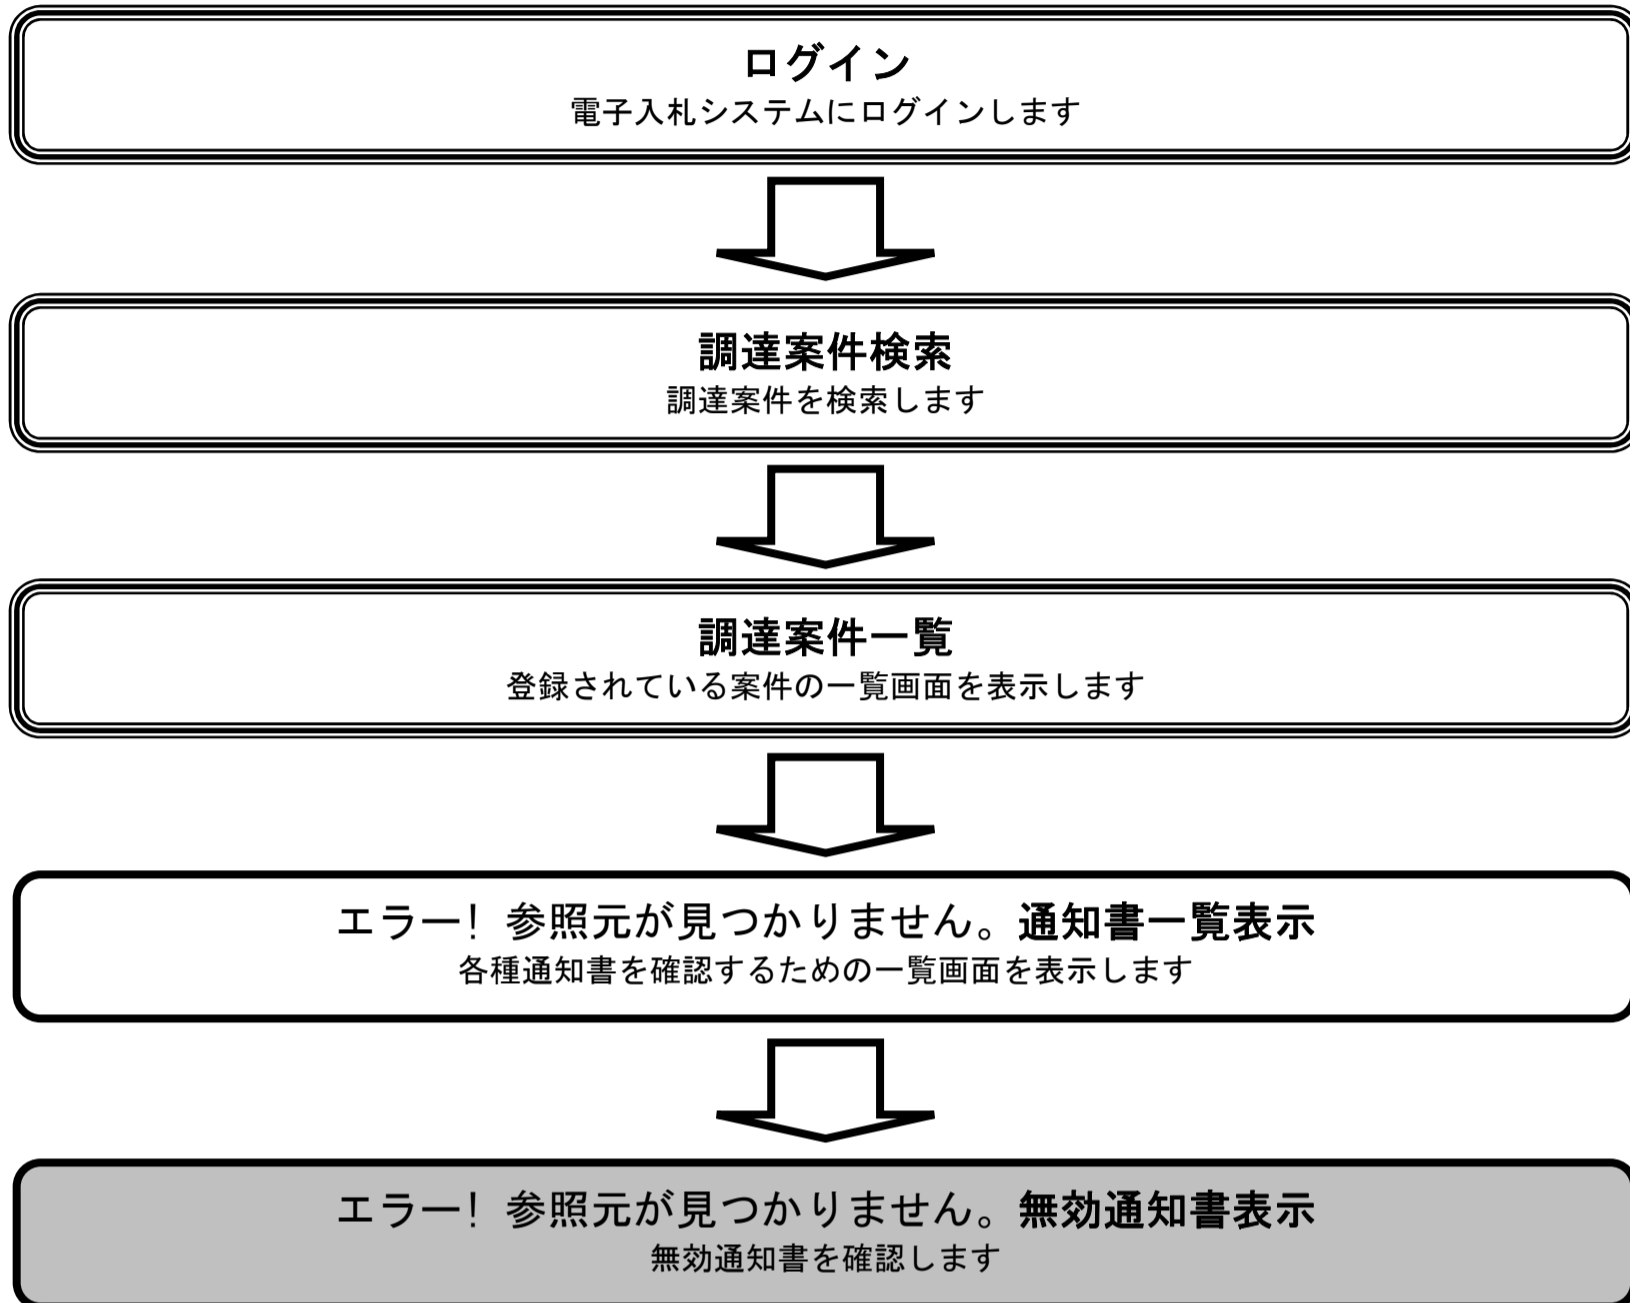 ログイン
電子入札システムにログインします
調達案件検索
調達案件を検索します
調達案件一覧
登録されている案件の一覧画面を表示します
エラー! 参照元が見つかりません。通知書一覧表示
各種通知書を確認するための一覧画面を表示します
エラー! 参照元が見つかりません。無効通知書表示
無効通知書を確認します